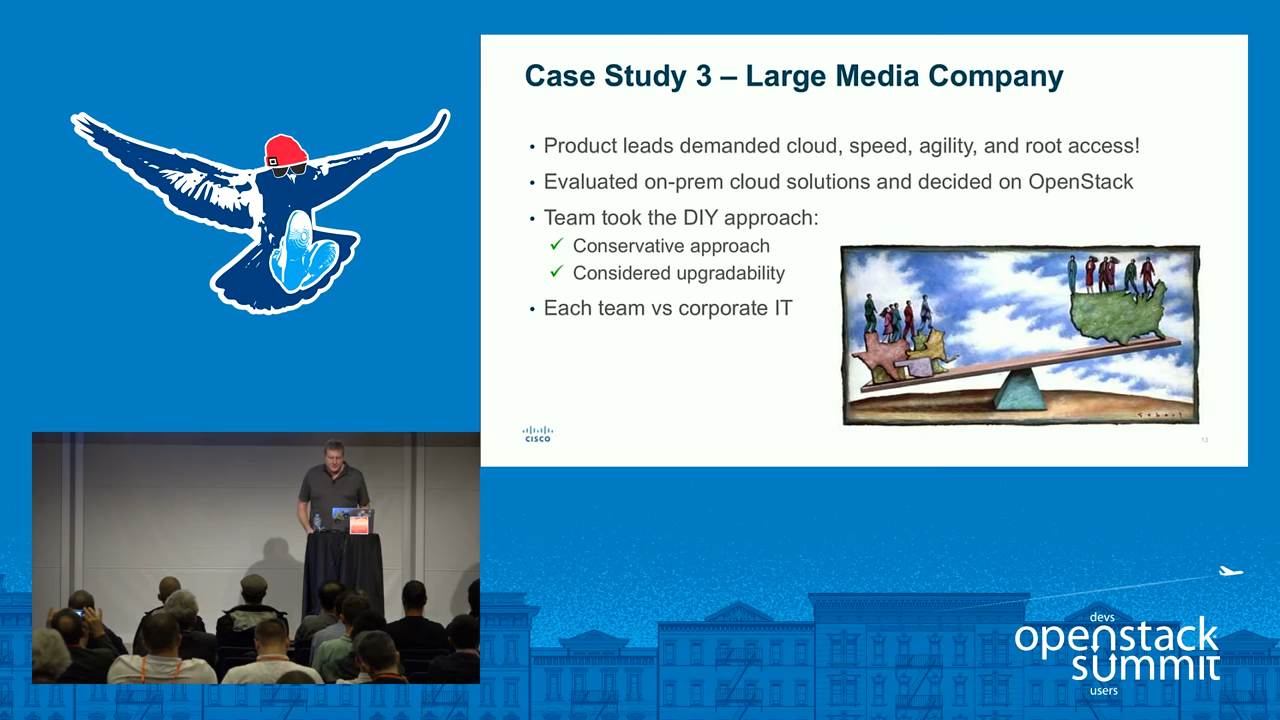 Case Study 3 – Large Media Company
• Product leads demanded cloud, speed, agility, and root access!
• Evaluated on-prem cloud solutions and decided on OpenStack
• Team took the DIY approach:
✓ Conservative approach
✓ Considered upgradability
• Each team vs corporate IT
CISCO
13
devs
openstack
summit
users